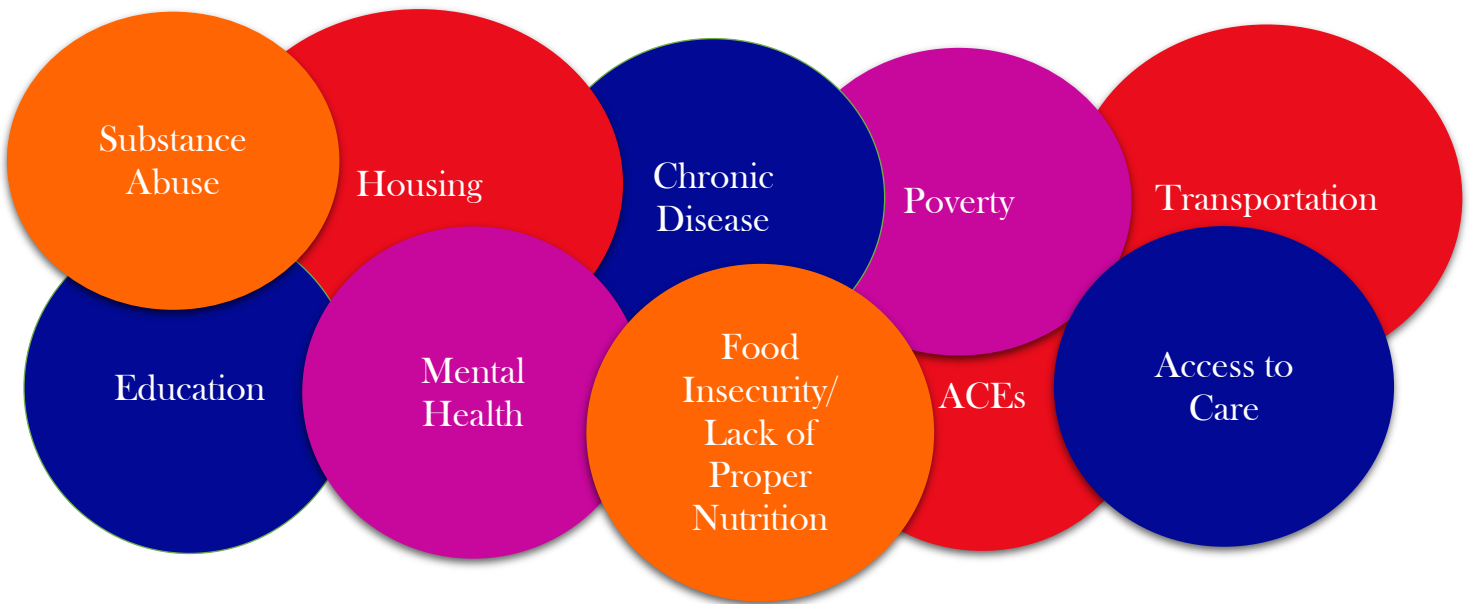 Substance
Abuse
Housing
Chronic
Disease
Poverty
Transportation
Education
Mental
Health
Food
Insecurity/
Lack of
Proper
Nutrition
ACEs
Access to
Care